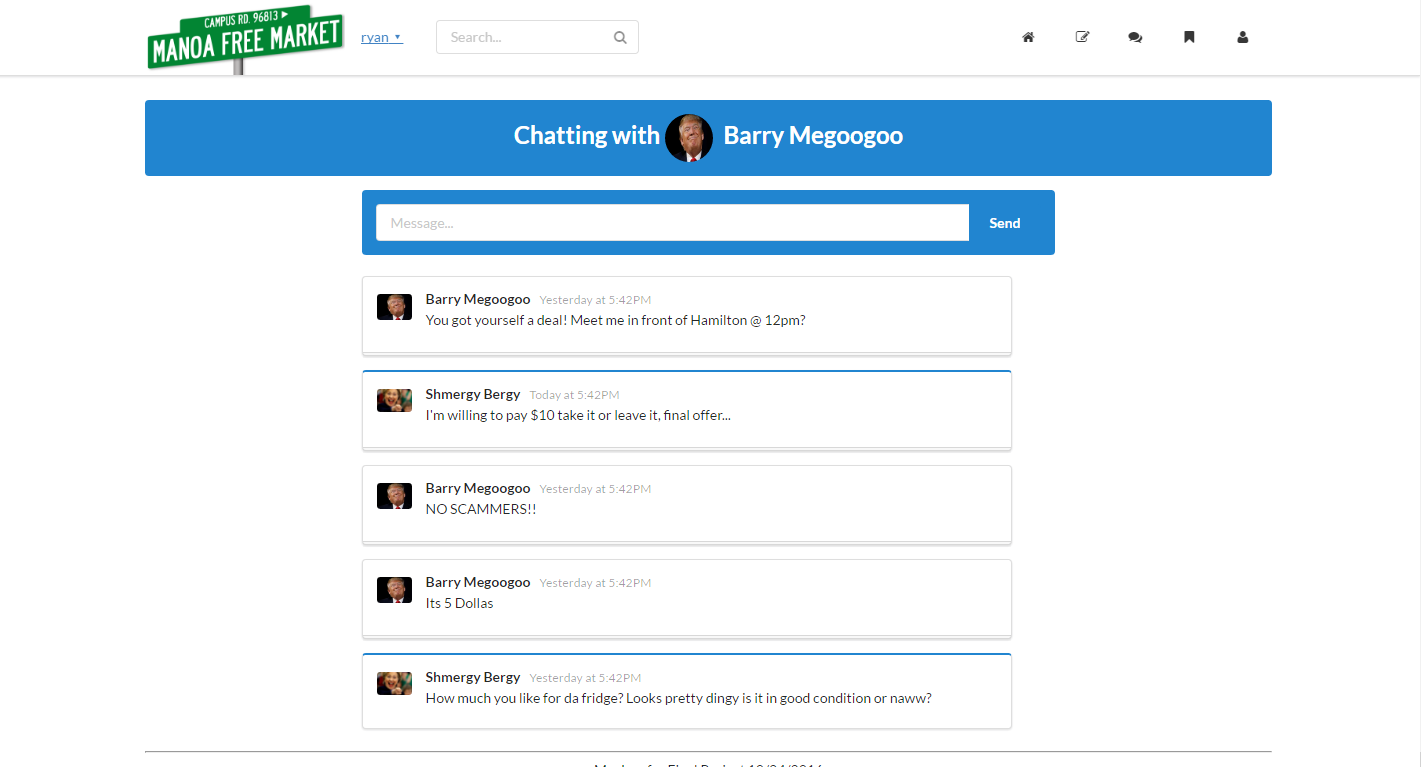 CAMPUS RD. 96813
MANOA FREE MARKET
ryan
Search...
Chatting with Barry Megoogoo
Message...
Send
Barry Megoogoo Yesterday at 5:42PM
You got yourself a deal! Meet me in front of Hamilton @ 12pm?
Shmergy Bergy Today at 5:42PM
I'm willing to pay $10 take it or leave it, final offer...
Barry Megoogoo Yesterday at 5:42PM
NO SCAMMERS!!
Barry Megoogoo Yesterday at 5:42PM
Its 5 Dollas
Shmergy Bergy Yesterday at 5:42PM
How much you like for da fridge? Looks pretty dingy is it in good condition or naww?